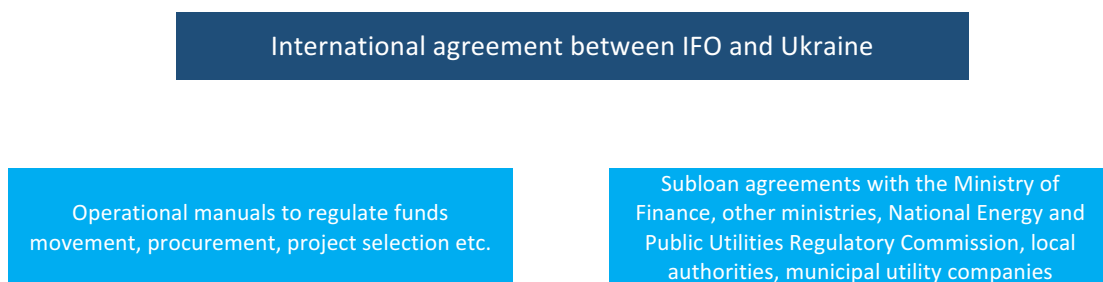 International agreement between IFO and Ukraine
Operational manuals to regulate funds
movement, procurement, project selection etc.
Subloan agreements with the Ministry of
Finance, other ministries, National Energy and
Public Utilities Regulatory Commission, local
authorities, municipal utility companies